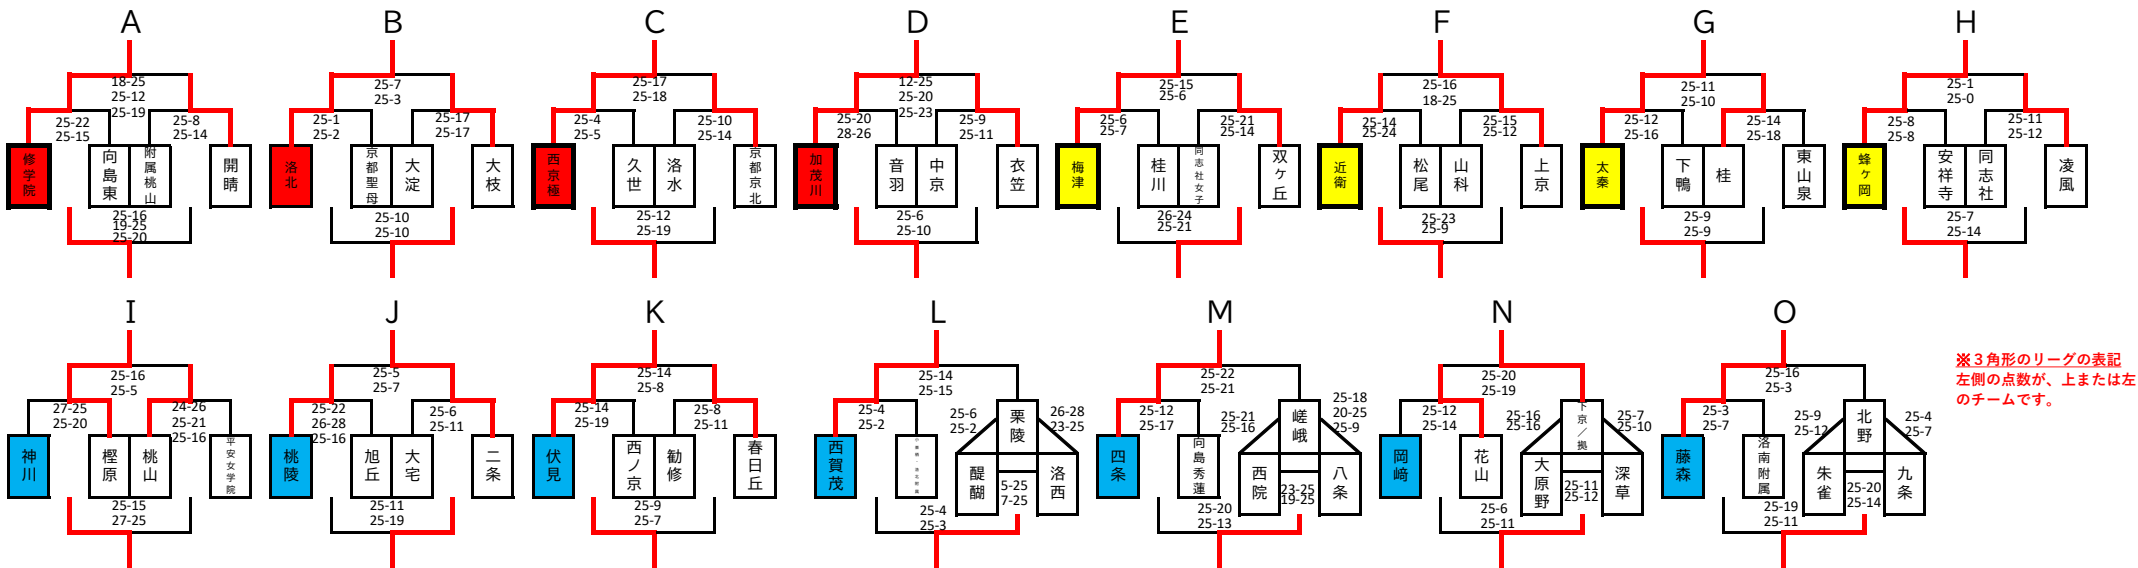 A
18-25
25-12
25-19
25-22
25-15
25-8
25-14
修学院
向島東
附属桃山
開睛
25-16
19-25
25-20
B
25-7
25-3
25-1
25-2
25-17
25-17
洛北
京都聖母
大淀
大枝
25-10
25-10
C
25-17
25-18
25-4
25-5
25-10
25-14
西京極
久世
洛水
京都京北
25-12
25-19
D
12-25
25-20
25-23
25-20
28-26
25-9
25-11
加茂川
音羽
中京
衣笠
25-6
25-10
E
25-15
25-6
25-6
25-7
25-21
25-14
梅津
桂川
同志社女子
双ヶ丘
26-24
25-21
F
25-16
18-25
25-14
25-24
25-15
25-12
近衛
松尾
山科
上京
25-23
25-9
G
25-11
25-10
25-12
25-16
25-14
25-18
太秦
下鴨
桂
東山泉
25-9
25-9
H
25-1
25-0
25-8
25-8
25-11
25-12
蜂ヶ岡
安祥寺
同志社
凌風
25-7
25-14
I
25-16
25-5
27-25
25-20
24-26
25-21
25-16
神川
樫原
桃山
平安女学院
25-15
27-25
J
25-5
25-7
25-22
26-28
25-16
25-6
25-11
桃陵
旭丘
大宅
二条
25-11
25-19
K
25-14
25-8
25-14
25-19
25-8
25-11
伏見
西ノ京
勧修
春日丘
25-9
25-7
L
25-14
25-15
25-4
25-2
25-6
25-2
26-28
23-25
西賀茂
栗陵
醍醐
洛西
5-25
7-25
25-4
25-3
M
25-22
25-21
25-12
25-17
25-21
25-16
25-18
20-25
25-9
四条
向島秀蓮
嵯峨
西院
八条
23-25
19-25
25-20
25-13
N
25-20
25-19
25-12
25-14
25-16
25-16
25-7
25-10
岡﨑
花山
下京／拠
大原野
深草
25-11
25-12
25-6
25-11
O
25-16
25-3
25-3
25-7
25-9
25-12
25-4
25-7
藤森
洛南附属
北野
朱雀
九条
25-20
25-14
25-19
25-11
※３角形のリーグの表記
左側の点数が、上または左
のチームです。